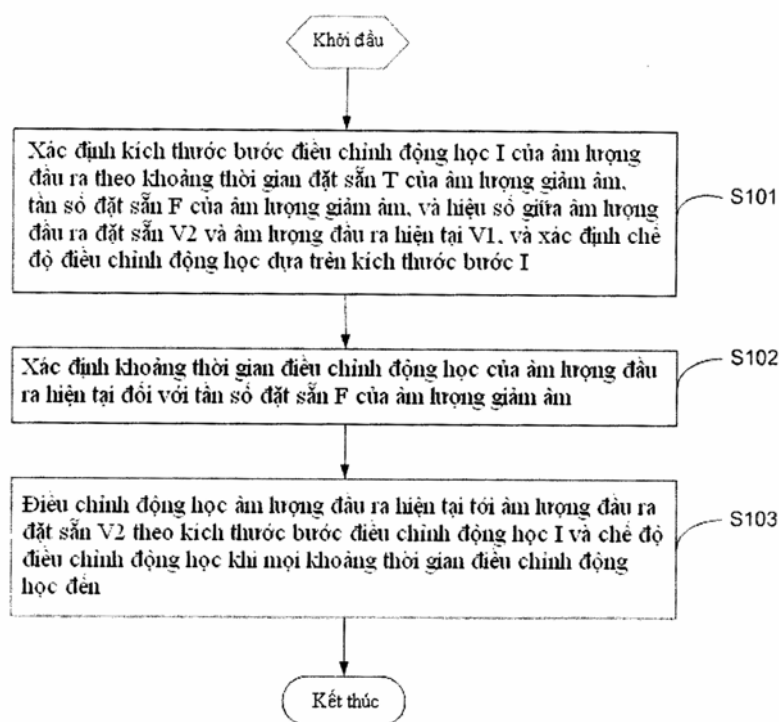 Khởi đầu
Xác định kích thước bước điều chỉnh động học I của âm lượng
đầu ra theo khoảng thời gian đặt sẵn T của âm lượng giảm âm,
tần số đặt sẵn F của âm lượng giảm âm, và hiệu số giữa âm lượng
đầu ra đặt sẵn V2 và âm lượng đầu ra hiện tại V1, và xác định chế
độ điều chỉnh động học dựa trên kích thước bước I
S101
Xác định khoảng thời gian điều chỉnh động học của âm lượng đầu
ra hiện tại đối với tần số đặt sẵn F của âm lượng giảm âm
S102
Điều chỉnh động học âm lượng đầu ra hiện tại tới âm lượng đầu ra
đặt sẵn V2 theo kích thước bước điều chỉnh động học I và chế độ
điều chỉnh động học khi mọi khoảng thời gian điều chỉnh động
học đến
S103
Kết thúc